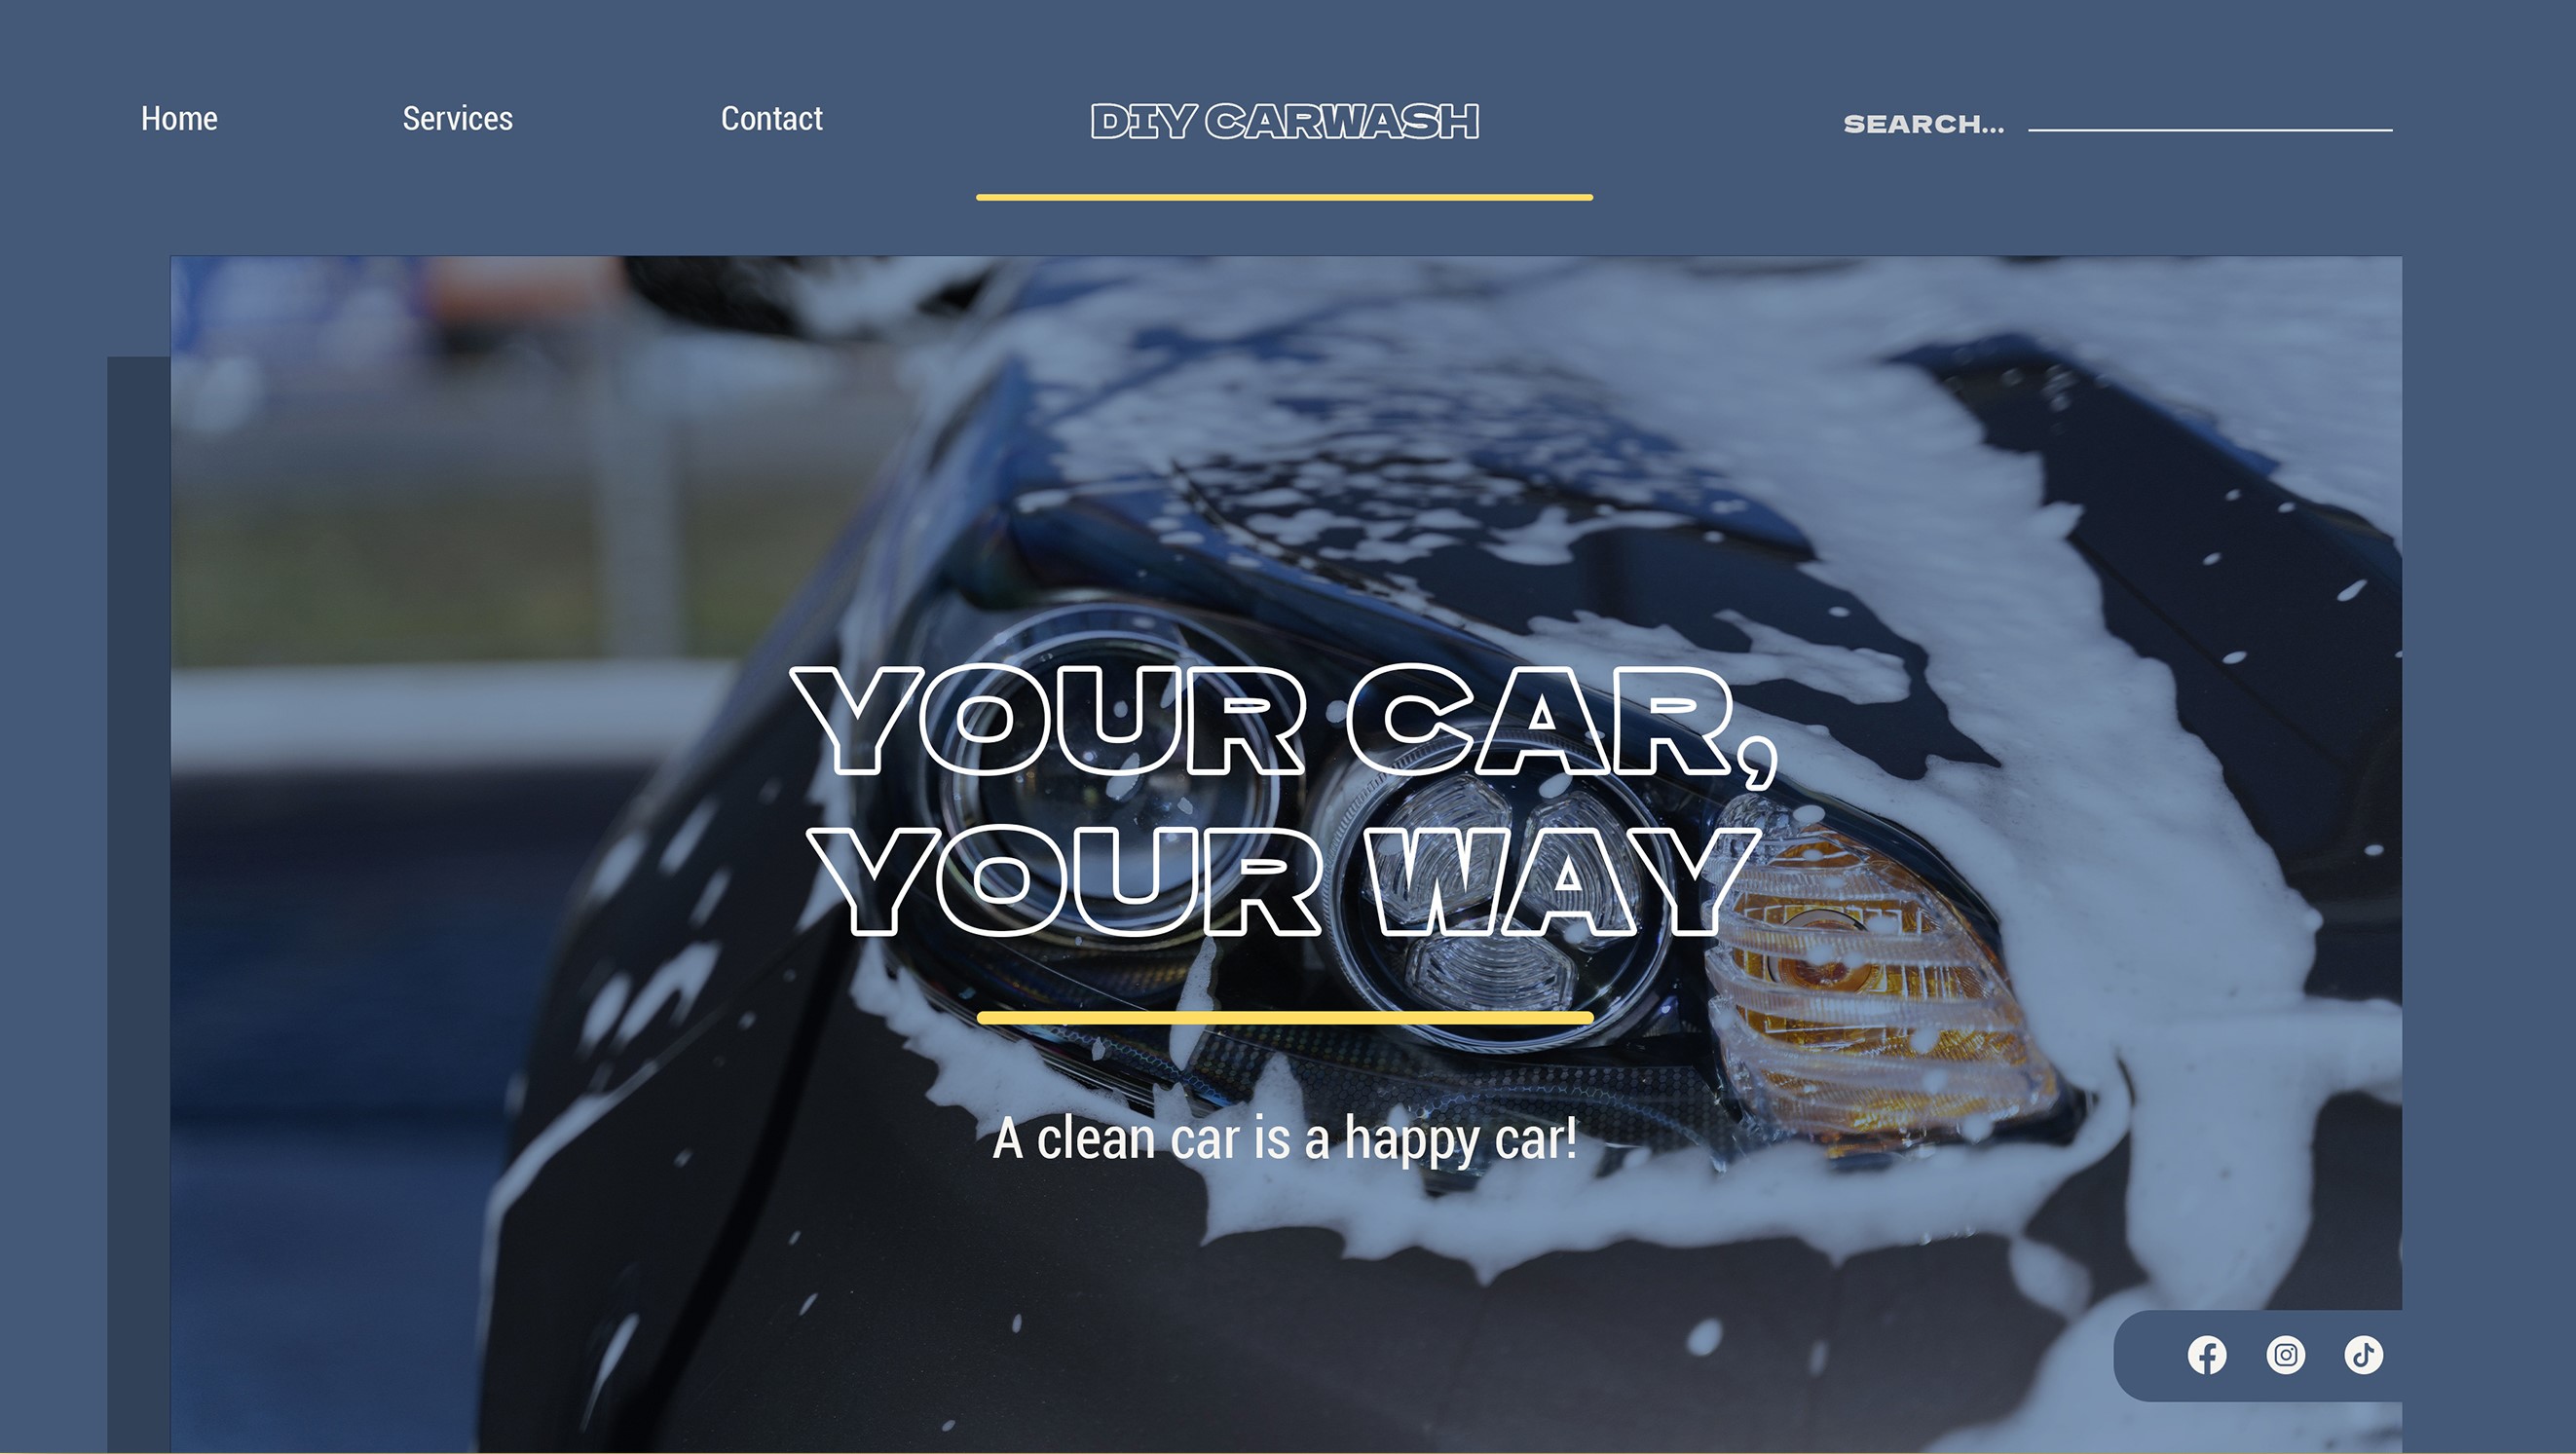 Home
Services
Contact
DIY CARWASH
SEARCH...
YOUR CAR,
YOUR WAY
A clean car is a happy car!